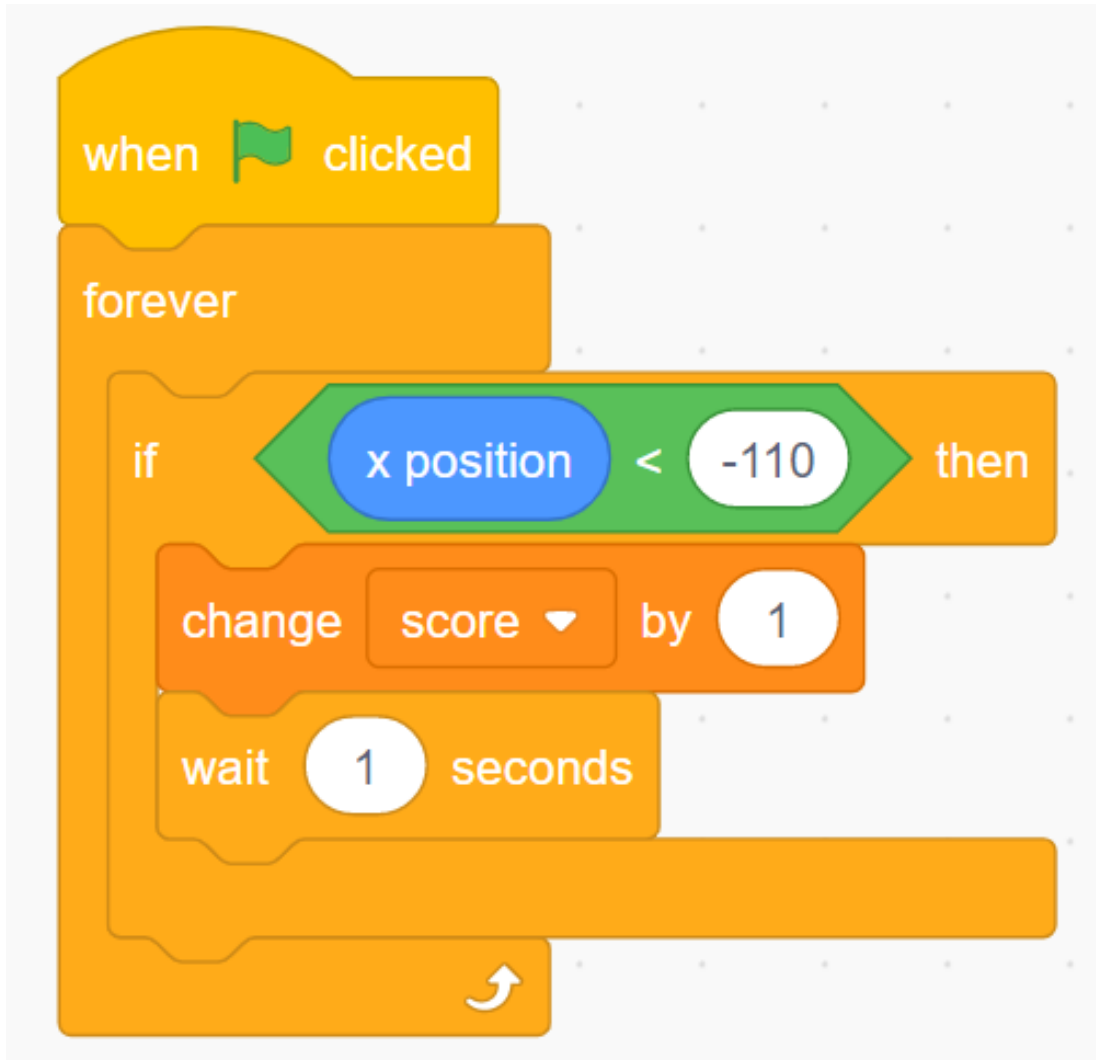 when clicked
forever
if x position < -110 then
change score by 1
wait 1 seconds